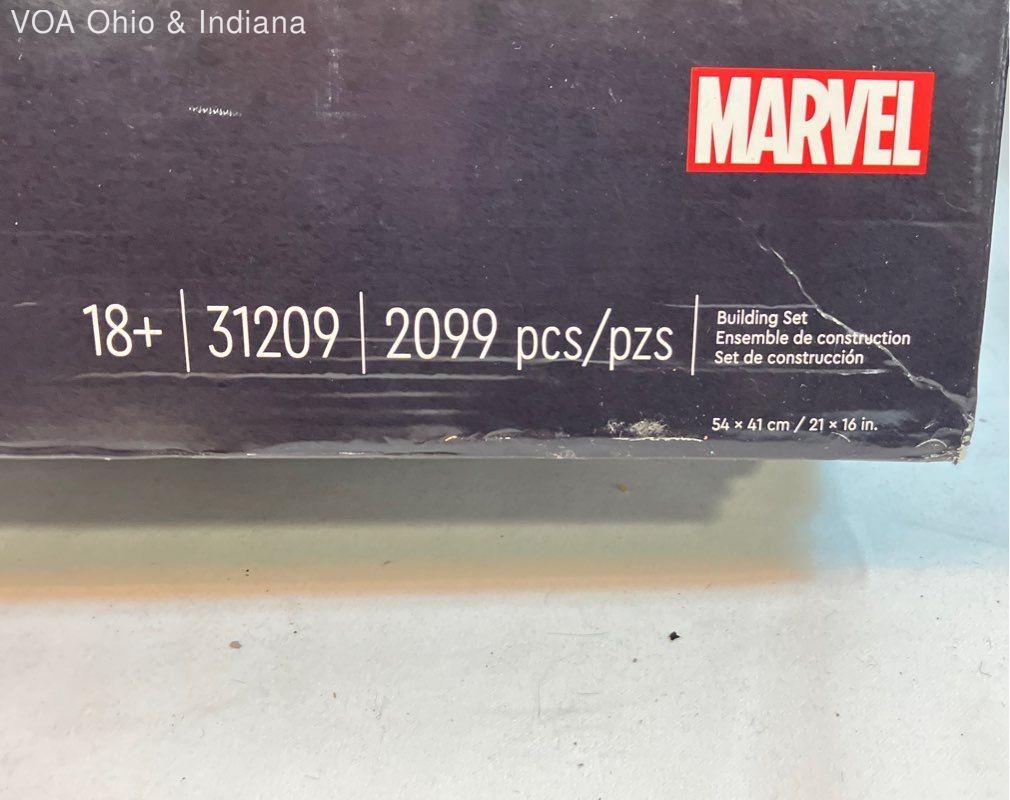 VOA Ohio & Indiana
MARVEL
18+ | 31209 | 2099 pcs/pzs
Building Set
Ensemble de construction
Set de construcción
54 × 41 cm / 21 × 16 in.